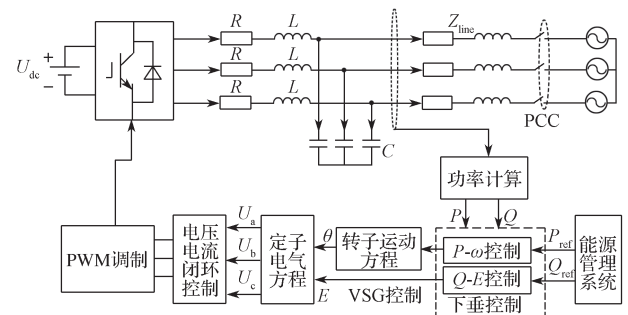 R
L
R
L
R
L
Z_line
U_dc
+
−
PCC
C
功率计算
P
Q
PWM调制
电压电流闭环控制
U_a
U_b
U_c
定子电气方程
θ
E
转子运动方程
VSG控制
P-ω控制
Q-E控制
下垂控制
P_ref
Q_ref
能源管理系统